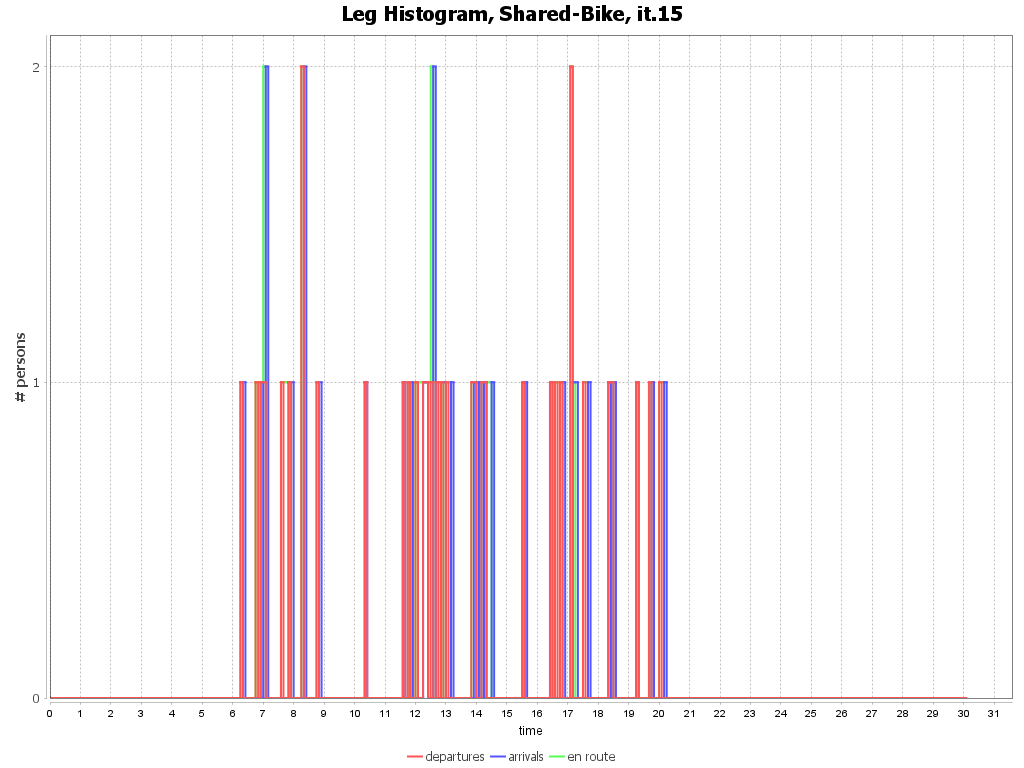 Leg Histogram, Shared-Bike, it.15
# persons
2
1
0
0 1 2 3 4 5 6 7 8 9 10 11 12 13 14 15 16 17 18 19 20 21 22 23 24 25 26 27 28 29 30 31
time
departures arrivals en route